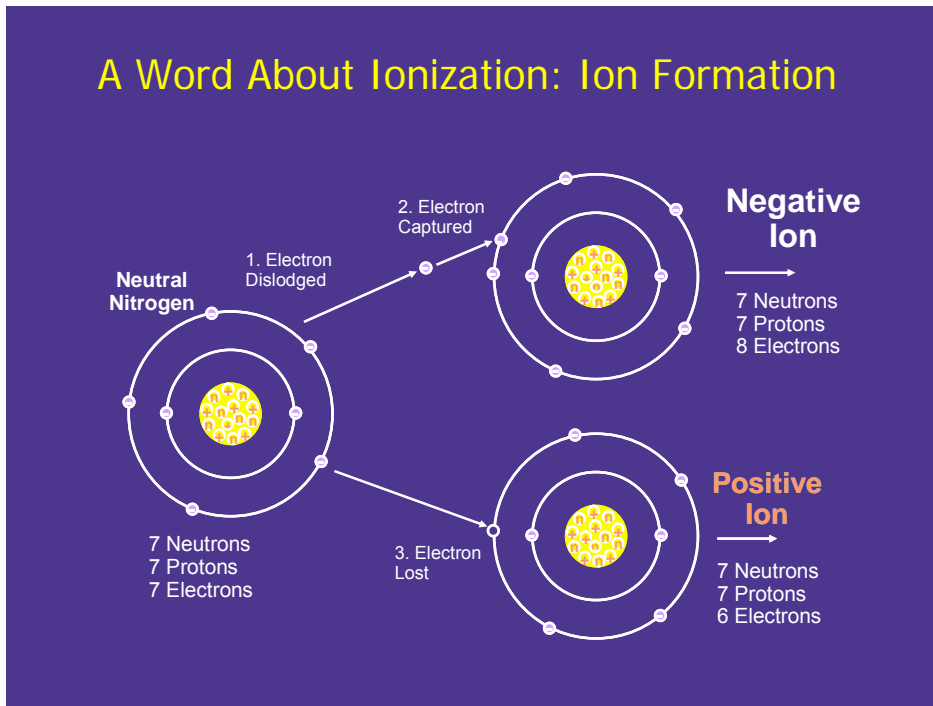 A Word About Ionization: Ion Formation
Neutral
Nitrogen
7 Neutrons
7 Protons
7 Electrons
1. Electron
Dislodged
2. Electron
Captured
Negative
Ion
7 Neutrons
7 Protons
8 Electrons
3. Electron
Lost
Positive
Ion
7 Neutrons
7 Protons
6 Electrons